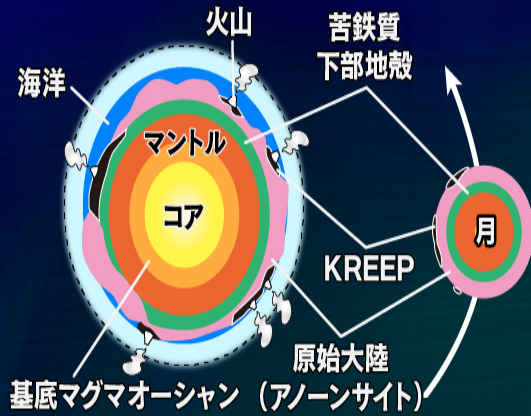 火山
海洋
苦鉄質
下部地殻
マントル
コア
月
KREEP
原始大陸
基底マグマオーシャン
（アノーンサイト）